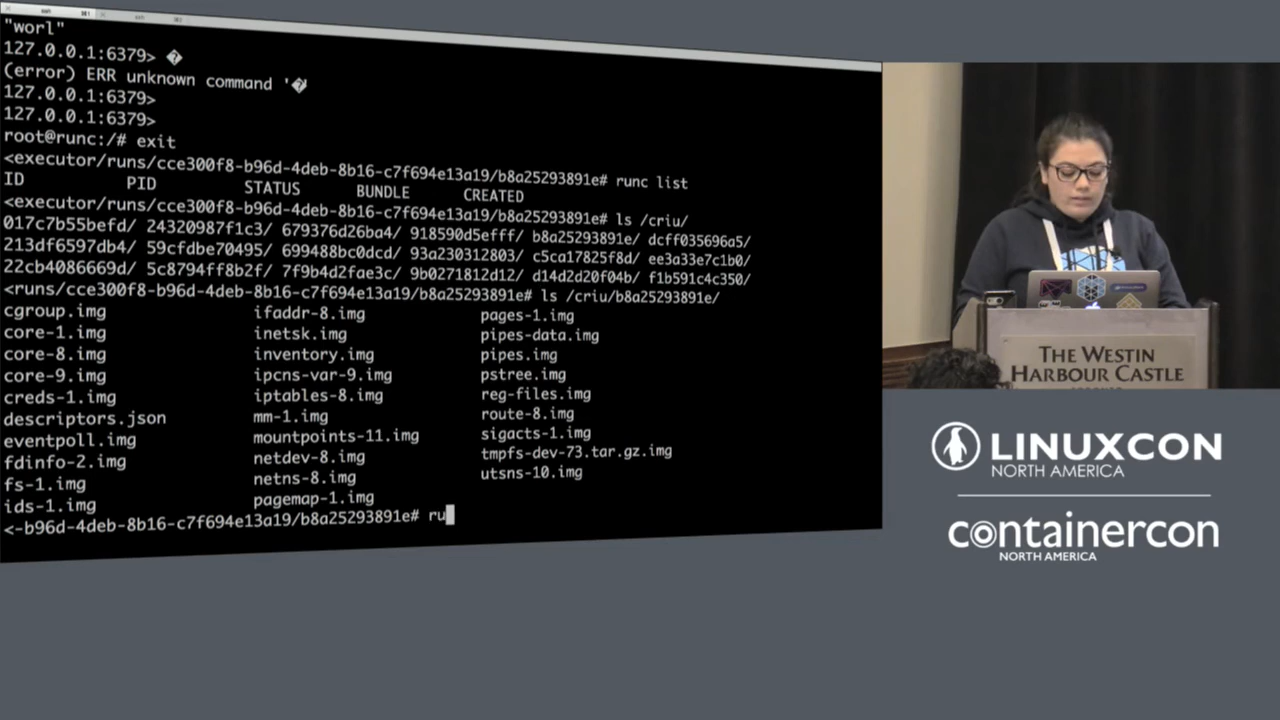 "worl"
127.0.0.1:6379> �
(error) ERR unknown command '�'
127.0.0.1:6379>
127.0.0.1:6379>
root@runc:/# exit
<executor/runs/cce300f8-b96d-4deb-8b16-c7f694e13a19/b8a25293891e# runc list
ID PID STATUS BUNDLE CREATED
<executor/runs/cce300f8-b96d-4deb-8b16-c7f694e13a19/b8a25293891e# ls /criu/
017c7b55befd/ 24320987f1c3/ 679376d26ba4/ 918590d5efff/ b8a25293891e/ dcff035696a5/
213df6597db4/ 59cfdbe70495/ 699488bc0dcd/ 93a230312803/ c5ca17825f8d/ ee3a33e7c1b0/
22cb4086669d/ 5c8794ff8b2f/ 7f9b4d2fae3c/ 9b0271812d12/ d14d2d20f04b/ f1b591c4c350/
<runs/cce300f8-b96d-4deb-8b16-c7f694e13a19/b8a25293891e# ls /criu/b8a25293891e/
cgroup.img ifaddr-8.img pages-1.img
core-1.img inetsk.img pipes-data.img
core-8.img inventory.img pipes.img
core-9.img ipcns-var-9.img pstree.img
creds-1.img iptables-8.img reg-files.img
descriptors.json mm-1.img route-8.img
eventpoll.img mountpoints-11.img sigacts-1.img
fdinfo-2.img netdev-8.img tmpfs-dev-73.tar.gz.img
fs-1.img netns-8.img utsns-10.img
ids-1.img pagemap-1.img
<-b96d-4deb-8b16-c7f694e13a19/b8a25293891e# ru
THE WESTIN
HARBOUR CASTLE
LINUXCON
NORTH AMERICA
containercon
NORTH AMERICA